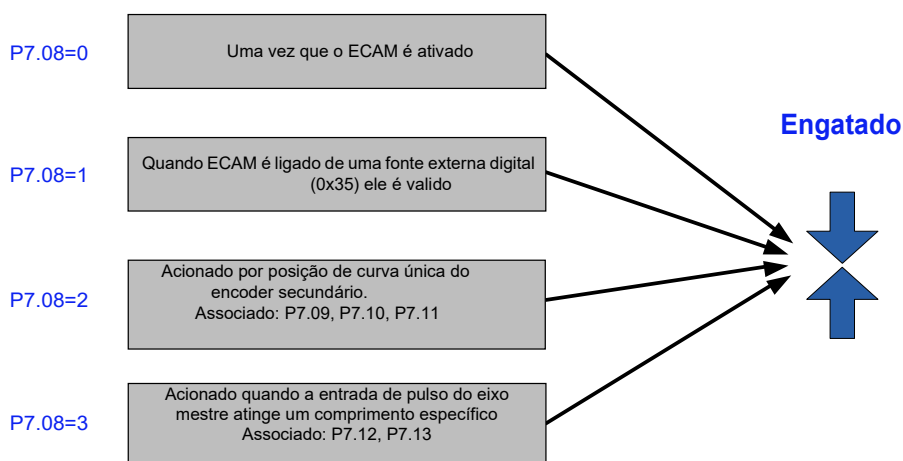 P7.08=0
Uma vez que o ECAM é ativado
Engatado
P7.08=1
Quando ECAM é ligado de uma fonte externa digital
(0x35) ele é valido
P7.08=2
Acionado por posição de curva única do
encoder secundário.
Associado: P7.09, P7.10, P7.11
P7.08=3
Acionado quando a entrada de pulso do eixo
mestre atinge um comprimento específico
Associado: P7.12, P7.13